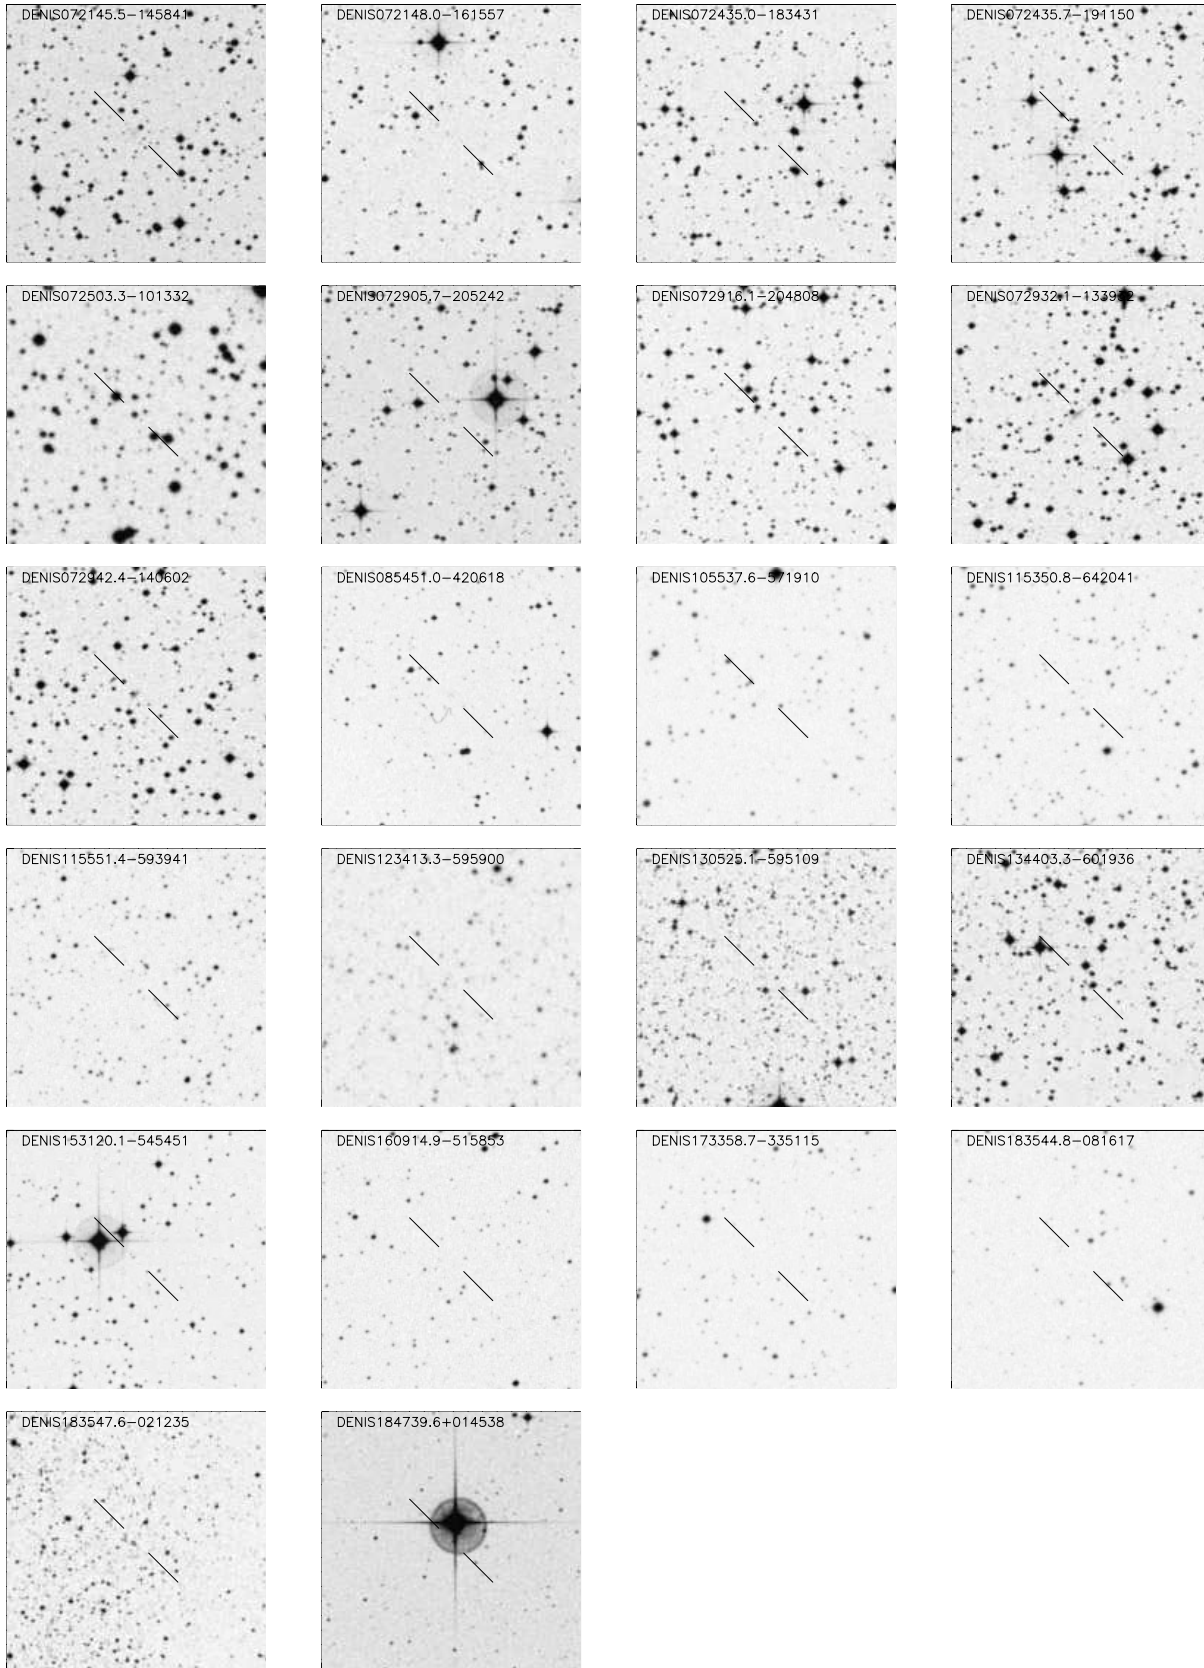 DENIS072145.5−145841
DENIS072148.0−161557
DENIS072435.0−183431
DENIS072435.7−191150
DENIS072503.3−101332
DENIS072905.7−205242
DENIS072916.1−204808
DENIS072942.4−140602
DENIS085451.0−420618
DENIS105537.6−571910
DENIS115350.8−642041
DENIS115551.4−593941
DENIS123413.3−595900
DENIS130525.1−595109
DENIS134403.3−601936
DENIS153120.1−545451
DENIS160914.9−515853
DENIS173358.7−335115
DENIS183544.8−081617
DENIS183547.6−021235
DENIS184739.6+014538